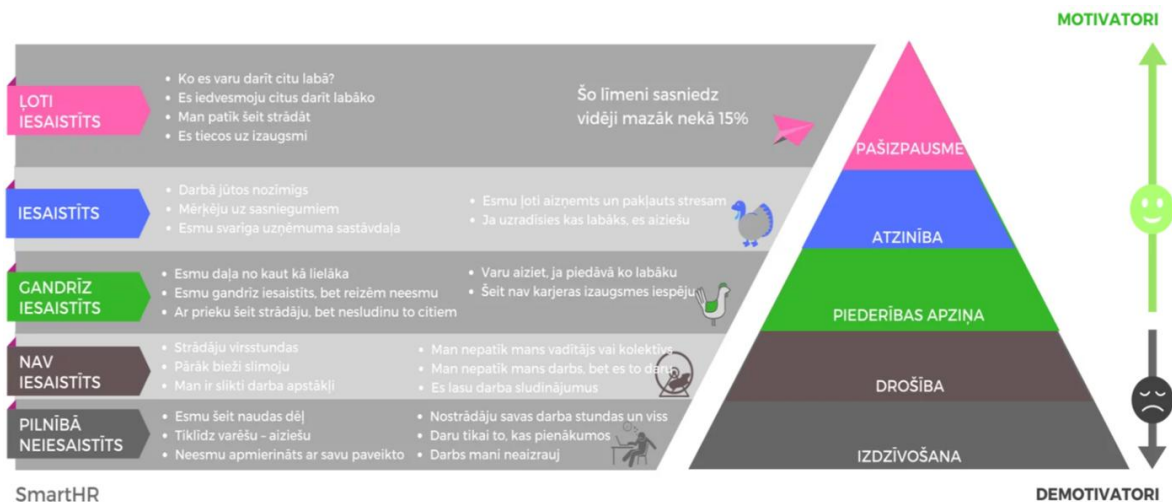 MOTIVATORI
ĻOTI
IESAISTĪTS
• Ko es varu darīt citu labā?
• Es iedvesmoju citus darīt labāko
• Man patīk šeit strādāt
• Es tiecos uz izaugsmi
Šo līmeni sasniedz
vidēji mazāk nekā 15%
PAŠIZPAUSME
IESAISTĪTS
• Darbā jūtos nozīmīgs
• Mērķēju uz sasniegumiem
• Esmu svarīga uzņēmuma sastāvdaļa
• Esmu ļoti aizņemts un pakļauts stresam
• Ja uzradīsies kas labāks, es aiziešu
ATZINĪBA
GANDRĪZ
IESAISTĪTS
• Esmu daļa no kaut kā lielāka
• Esmu gandrīz iesaistīts, bet reizēm neesmu
• Ar prieku šeit strādāju, bet nesludinu to citiem
• Varu aiziet, ja piedāvā ko labāku
• Šeit nav karjeras izaugsmes iespēju
PIEDERĪBAS APZIŅA
NAV
IESAISTĪTS
• Strādāju virsstundas
• Pārāk bieži slimoju
• Man ir slikti darba apstākļi
• Man nepatīk mans vadītājs vai kolektīvs
• Man nepatīk mans darbs, bet es to daru
• Es lasu darba sludinājumus
DROŠĪBA
PILNĪBĀ
NEIESAISTĪTS
• Esmu šeit naudas dēļ
• Tiklīdz varēšu - aiziešu
• Neesmu apmierināts ar savu paveikto
• Nostrādāju savas darba stundas un viss
• Daru tikai to, kas pienākumos
• Darbs mani neaizrauj
IZDZĪVOŠANA
SmartHR
DEMOTIVATORI